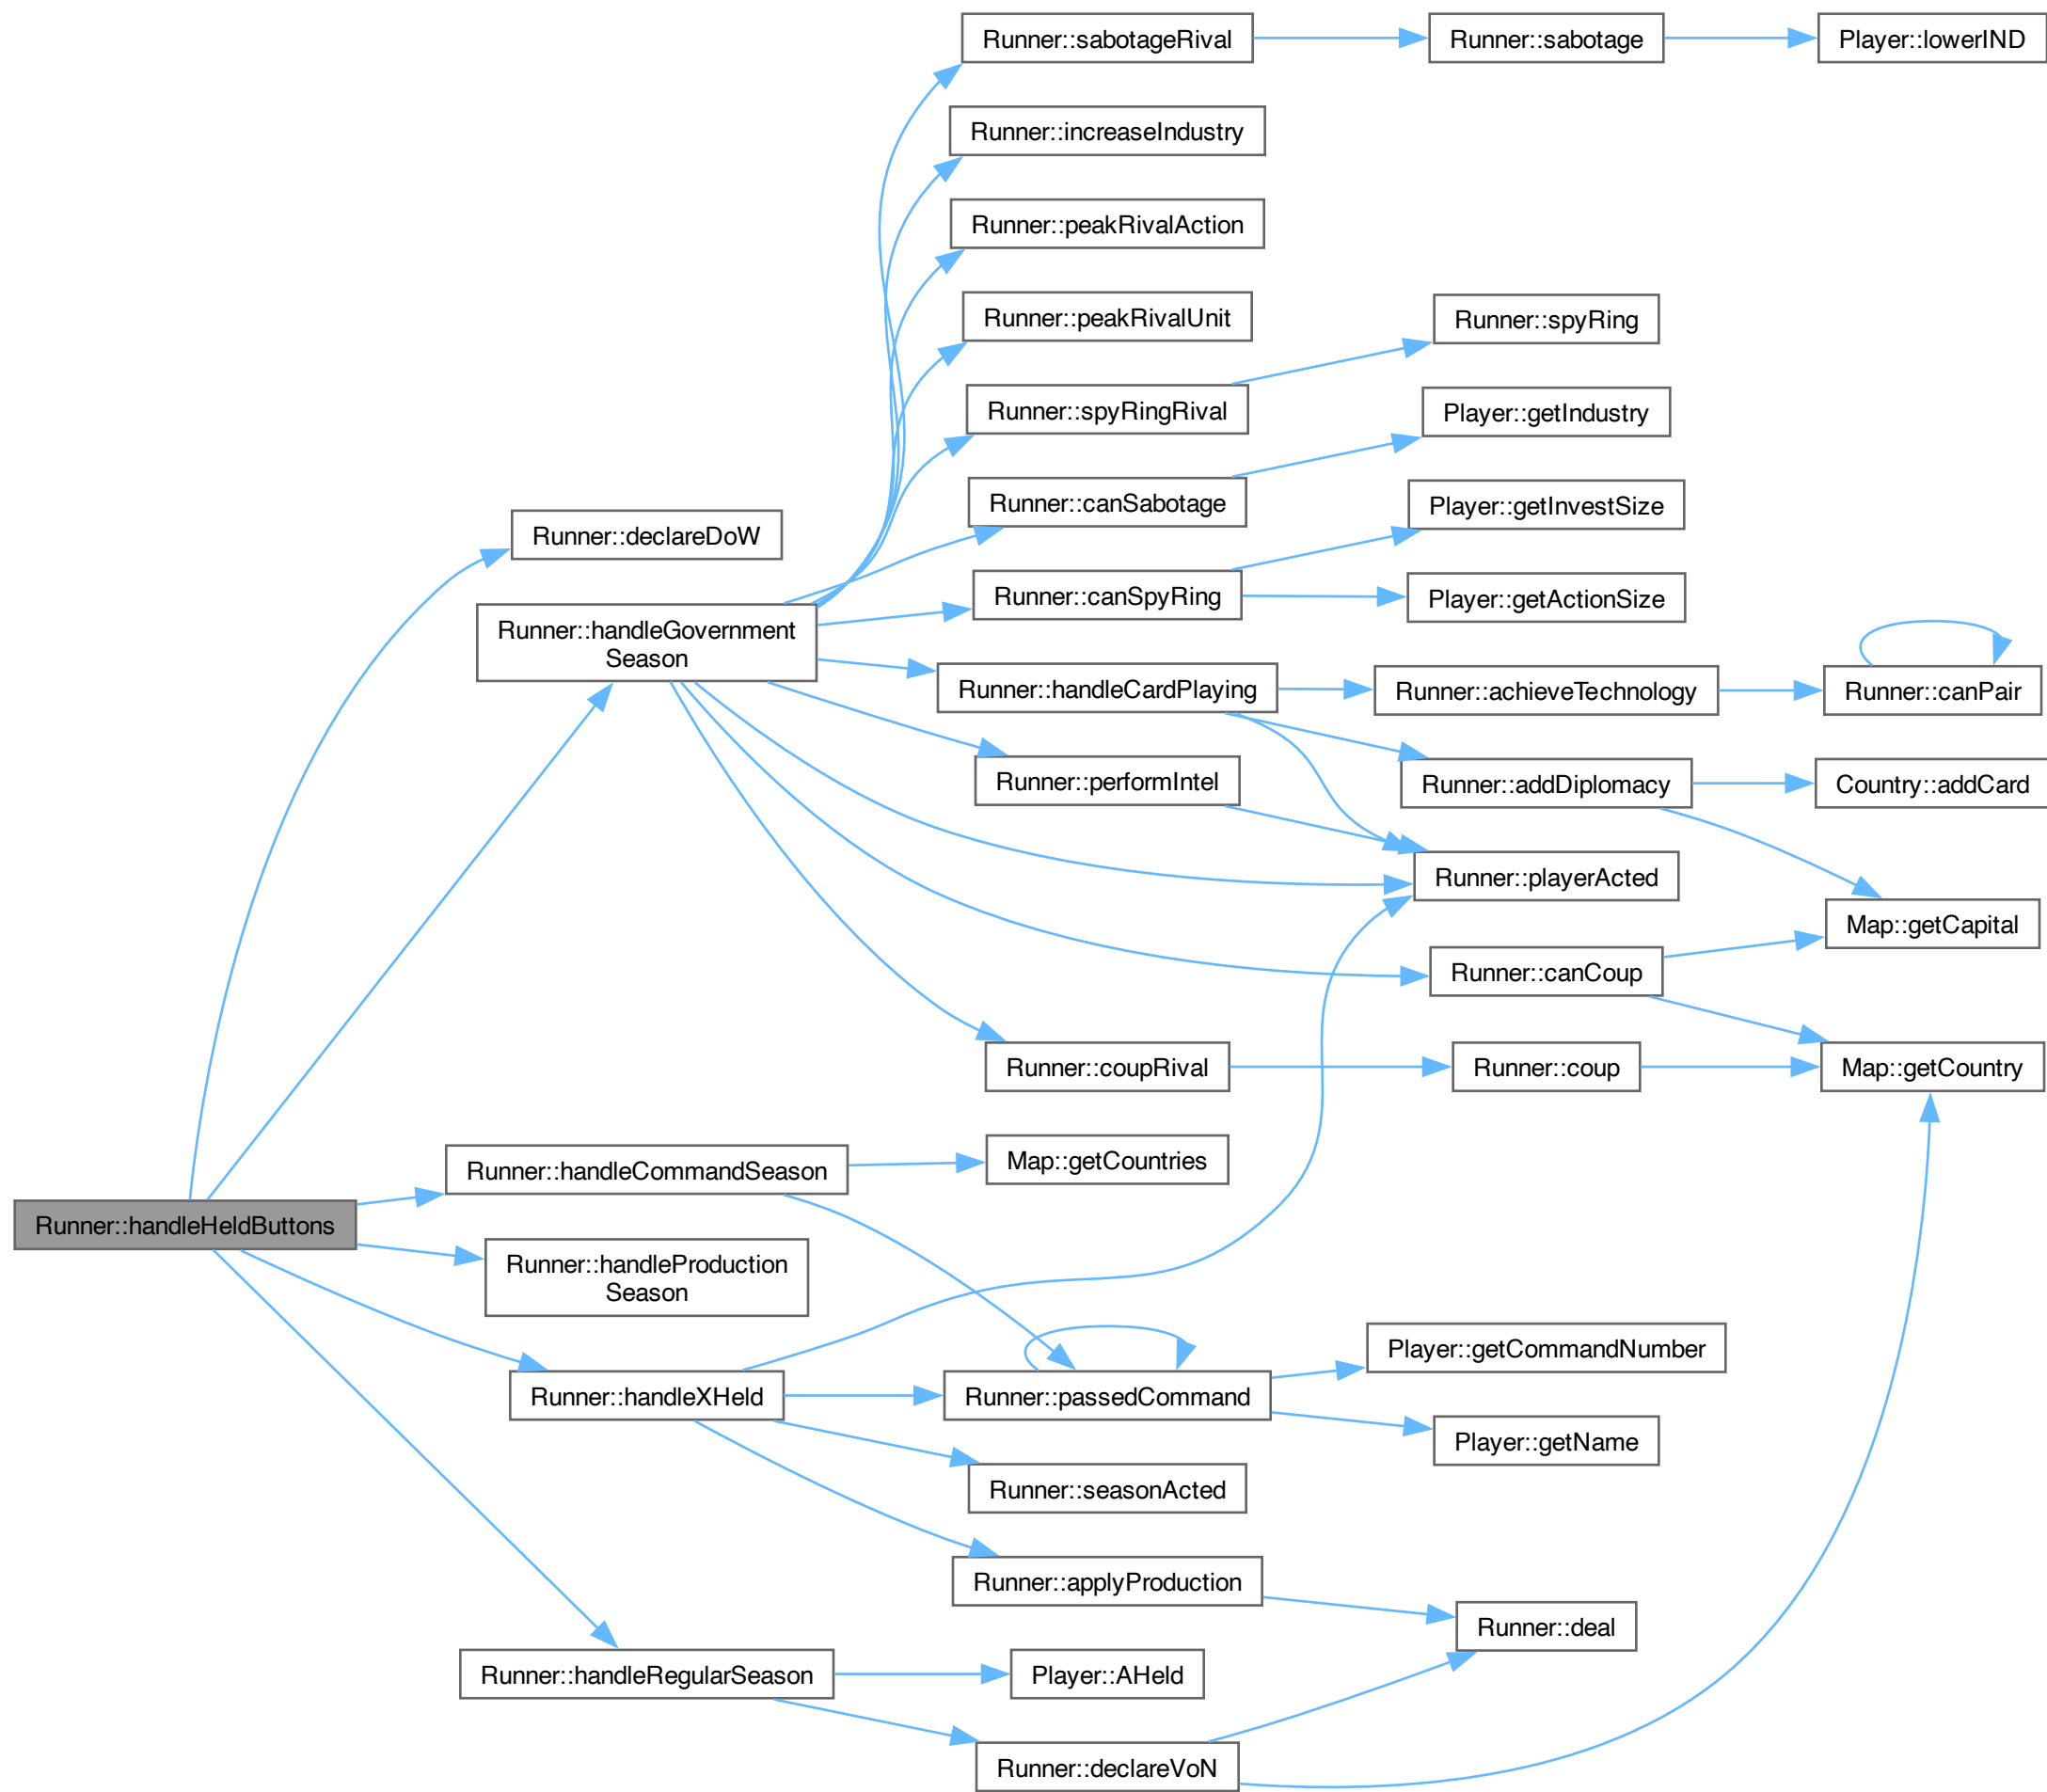 Runner::sabotageRival
Runner::sabotage
Player::lowerIND
Runner::increaseIndustry
Runner::peakRivalAction
Runner::peakRivalUnit
Runner::spyRing
Runner::spyRingRival
Player::getIndustry
Runner::canSabotage
Player::getInvestSize
Runner::declareDoW
Runner::canSpyRing
Player::getActionSize
Runner::handleGovernment
Season
Runner::handleCardPlaying
Runner::achieveTechnology
Runner::canPair
Runner::performIntel
Runner::addDiplomacy
Country::addCard
Runner::playerActed
Map::getCapital
Runner::canCoup
Runner::coupRival
Runner::coup
Map::getCountry
Runner::handleCommandSeason
Map::getCountries
Runner::handleHeldButtons
Runner::handleProduction
Season
Player::getCommandNumber
Runner::handleXHeld
Runner::passedCommand
Player::getName
Runner::seasonActed
Runner::applyProduction
Runner::deal
Runner::handleRegularSeason
Player::AHeld
Runner::declareVoN